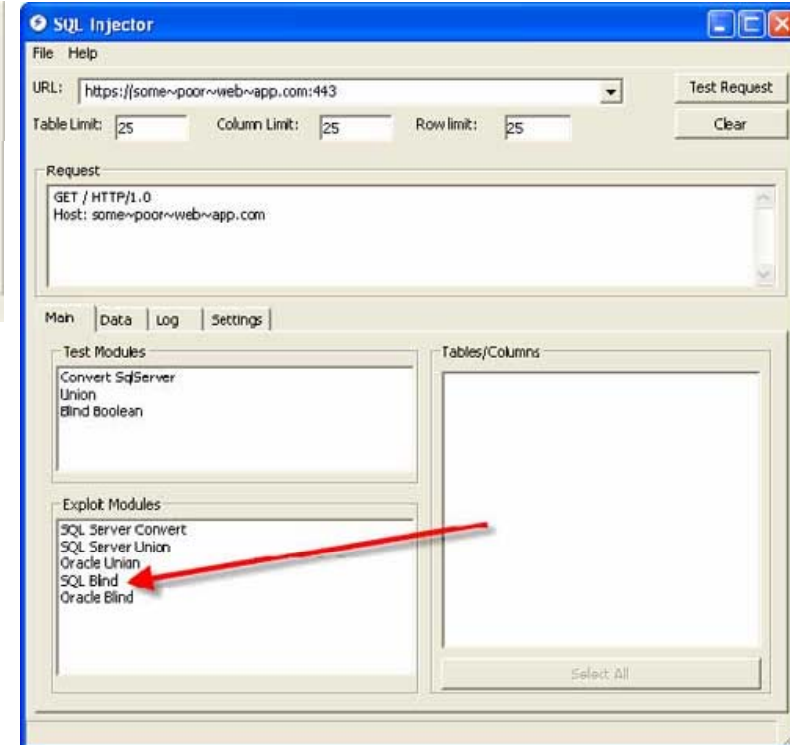 SQL Injector
File Help
URL: https://some~poor~web~app.com:443 Test Request
Table Limit: 25 Column Limit: 25 Row limit: 25 Clear
Request
GET / HTTP/1.0
Host: some~poor~web~app.com
Main Data Log Settings
Test Modules
Convert SqlServer
Union
Blind Boolean
Tables/Columns
Exploit Modules
SQL Server Convert
SQL Server Union
Oracle Union
SQL Blind
Oracle Blind
Select All